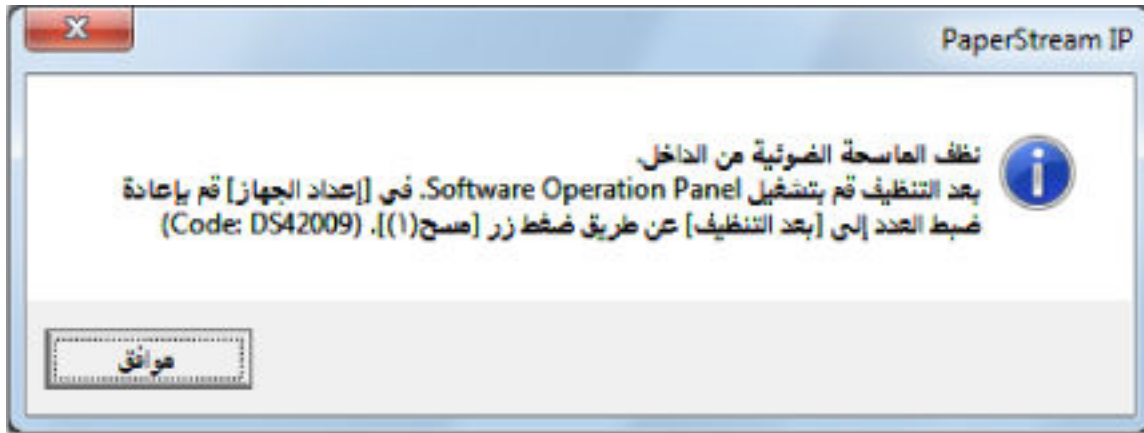 PaperStream IP
نظف الماسحة الضوئية من الداخل.
بعد التنظيف قم بتشغيل Software Operation Panel. في [إعداد الجهاز] قم بإعادة
ضبط العدد إلى [بعد التنظيف] عن طريق ضغط زر [مسح(١)]. (Code: DS42009)
موافق